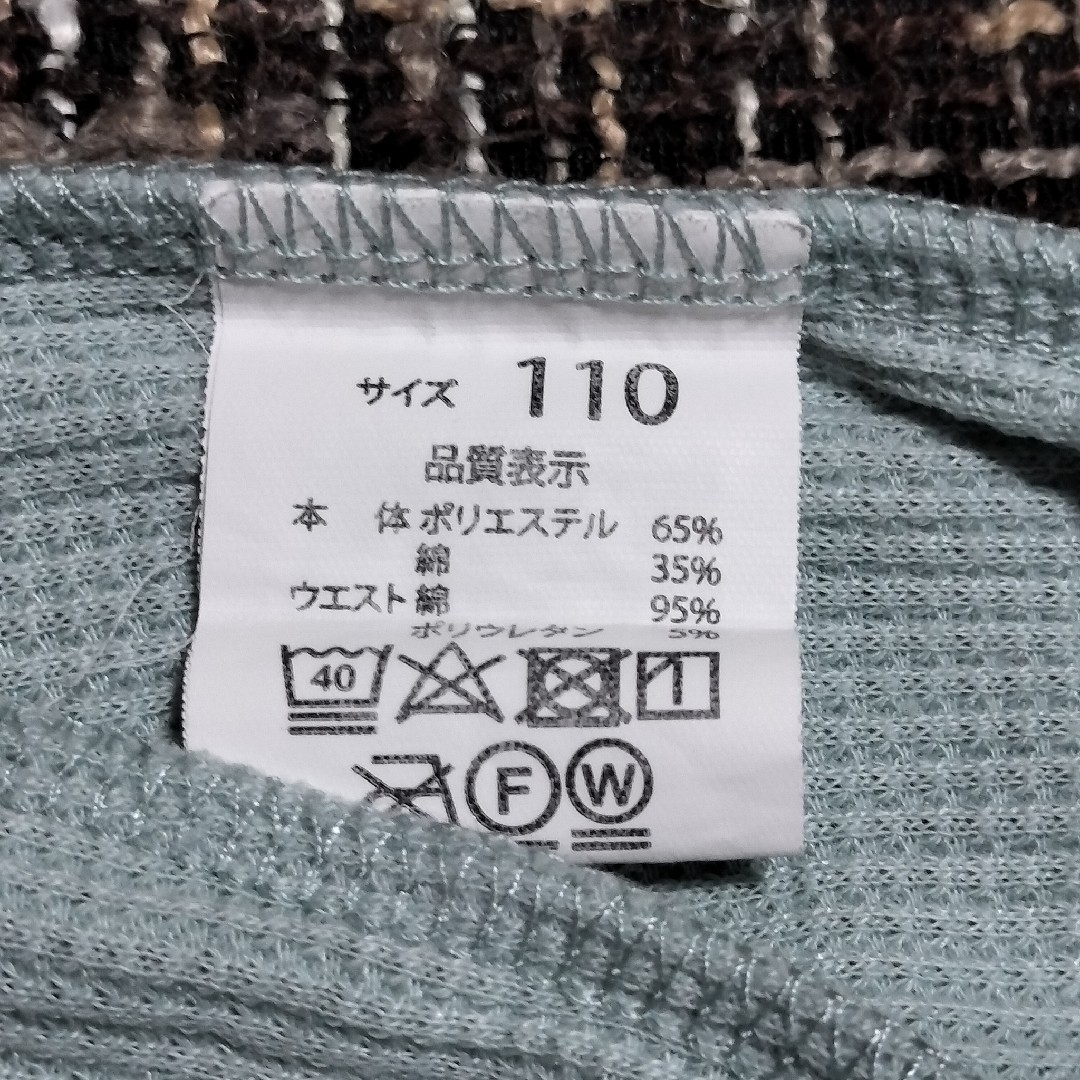 サイズ 110
品質表示
本 体 ポリエステル 65%
綿 35%
ウエスト 綿 95%
ポリウレタン 5%
40
1
F W